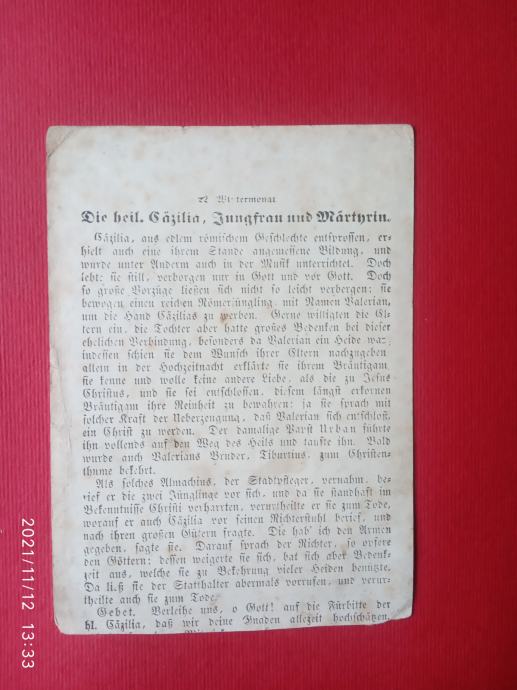 22 Wintermonat
Die heil. Cäzilia, Jungfrau und Märtyrin.
Cäzilia, aus edlem römischem Geschlechte entsprossen, er-
hielt auch eine ihrem Stande angemessene Bildung, und
wurde unter Anderm auch in der Musik unterrichtet. Doch
lebte sie still, verborgen nur in Gott und vor Gott. Doch
so große Vorzüge ließen sich nicht so leicht verbergen; sie
bewogen einen reichen Römerjüngling, mit Namen Valerian,
um die Hand Cäzilias zu werben. Gerne willigten die El-
tern ein, die Tochter aber hatte großes Bedenken bei dieser
ehelichen Verbindung, besonders da Valerian ein Heide war;
indessen schien sie dem Wunsch ihrer Eltern nachzugeben
allein in der Hochzeitnacht erklärte sie ihrem Bräutigam
sie kenne und wolle keine andere Liebe, als die zu Jesus
Christus, und sie sei entschlossen, diesem längst erkornen
Bräutigam ihre Reinheit zu bewahren; ja sie sprach mit
solcher Kraft der Ueberzeugung, daß Valerian sich entschloß,
ein Christ zu werden. Der damalige Papst Urban führte
ihn vollends auf den Weg des Heils und taufte ihn. Bald
wurde auch Valerians Bruder, Tiburtius, zum Christen-
thume bekehrt.
Als solches Almachius, der Stadtpfleger, vernahm, be-
rief er die zwei Jünglinge vor sich, und da sie standhaft im
Bekenntnisse Christi verharrten, verurtheilte er sie zum Tode,
worauf er auch Cäzilia vor seinen Richterstuhl berief, und
nach ihren großen Gütern fragte. Die hab' ich den Armen
gegeben, sagte sie. Darauf sprach der Richter, so opfere
den Göttern; dessen weigerte sie sich, bat sich aber Bedenk-
zeit aus, welche sie zu Bekehrung vieler Heiden benützte.
Da ließ sie der Statthalter abermals vorrufen, und verur-
theilte auch sie zum Tode.
Gebet. Verleihe uns, o Gott! auf die Fürbitte der
hl. Cäzilia, daß wir deine Gnaden allezeit hochschätzen,
2021/11/12 13:33